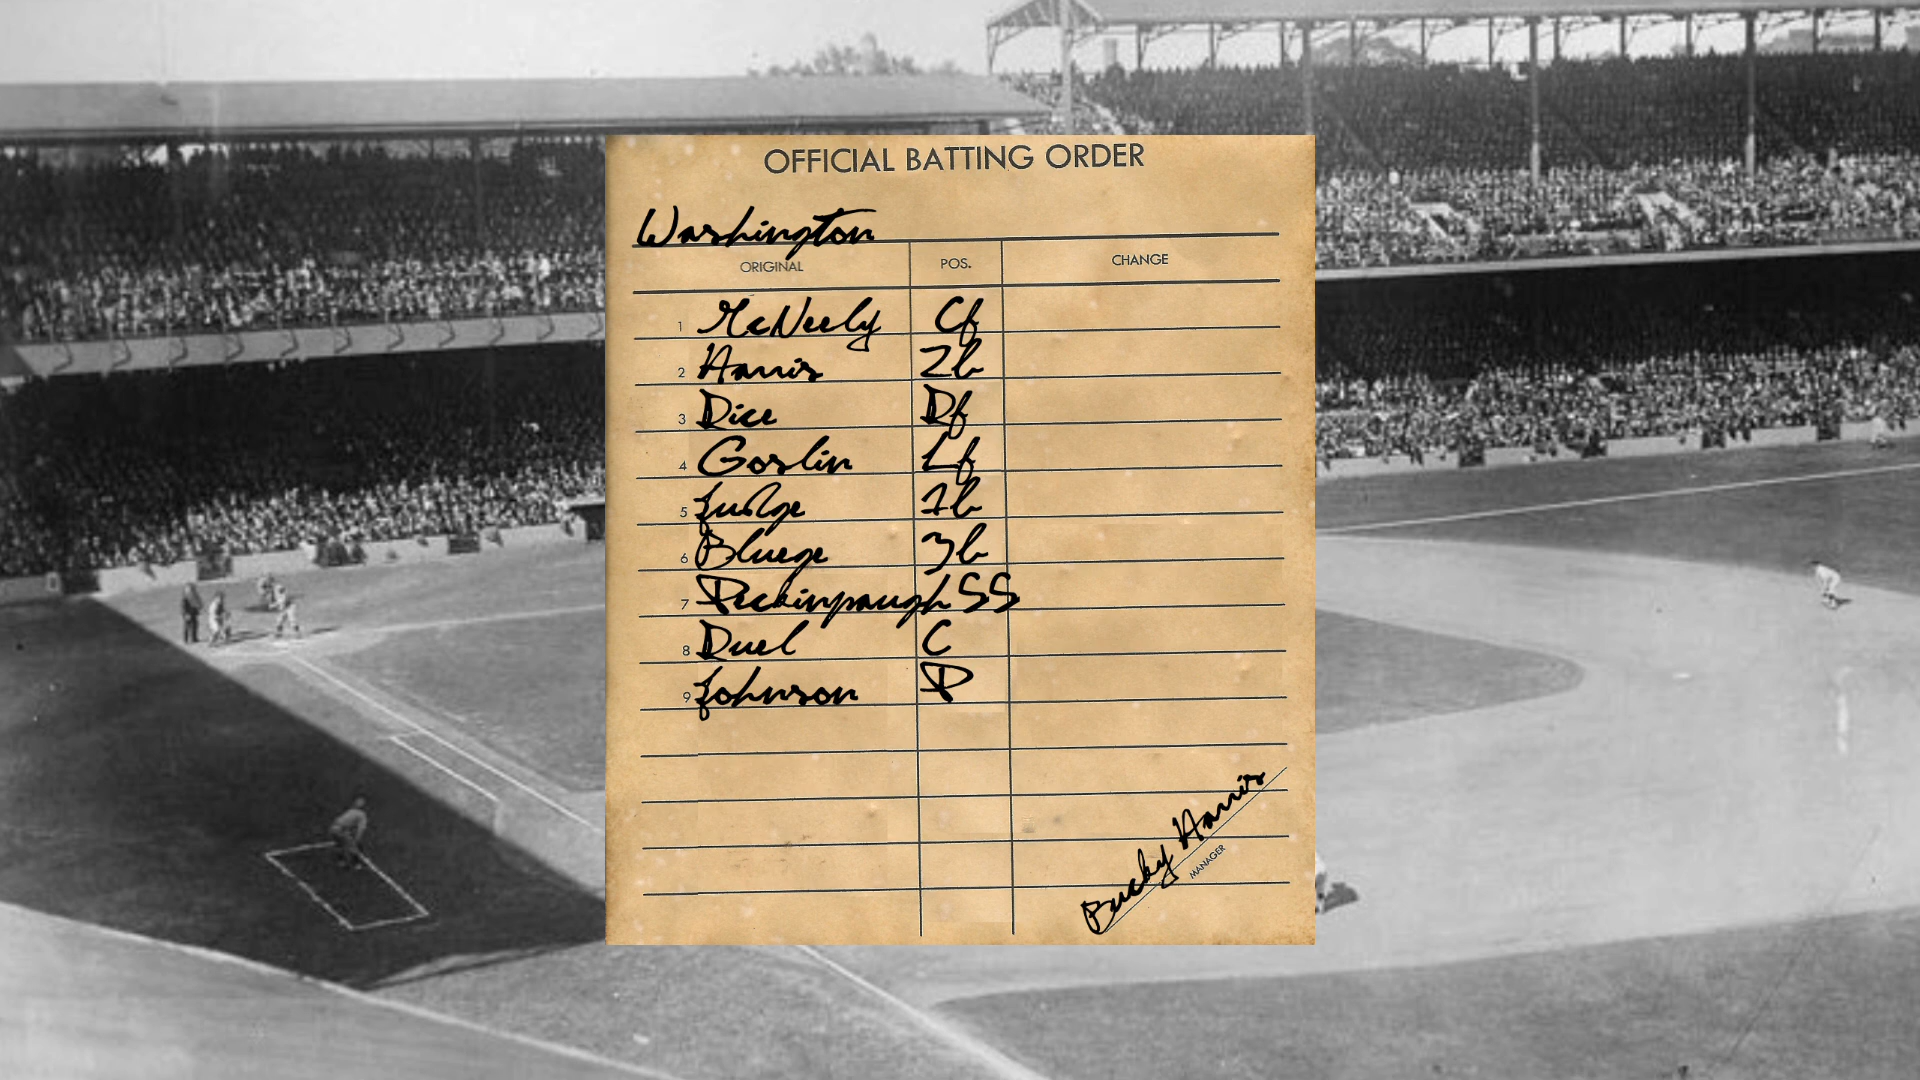 OFFICIAL BATTING ORDER
Washington
ORIGINAL POS. CHANGE
1 McNeely Cf
2 Harris 2b
3 Rice Rf
4 Goslin Lf
5 Judge 1b
6 Bluege 3b
7 Peckinpaugh SS
8 Ruel C
9 Johnson P
Bucky Harris
MANAGER